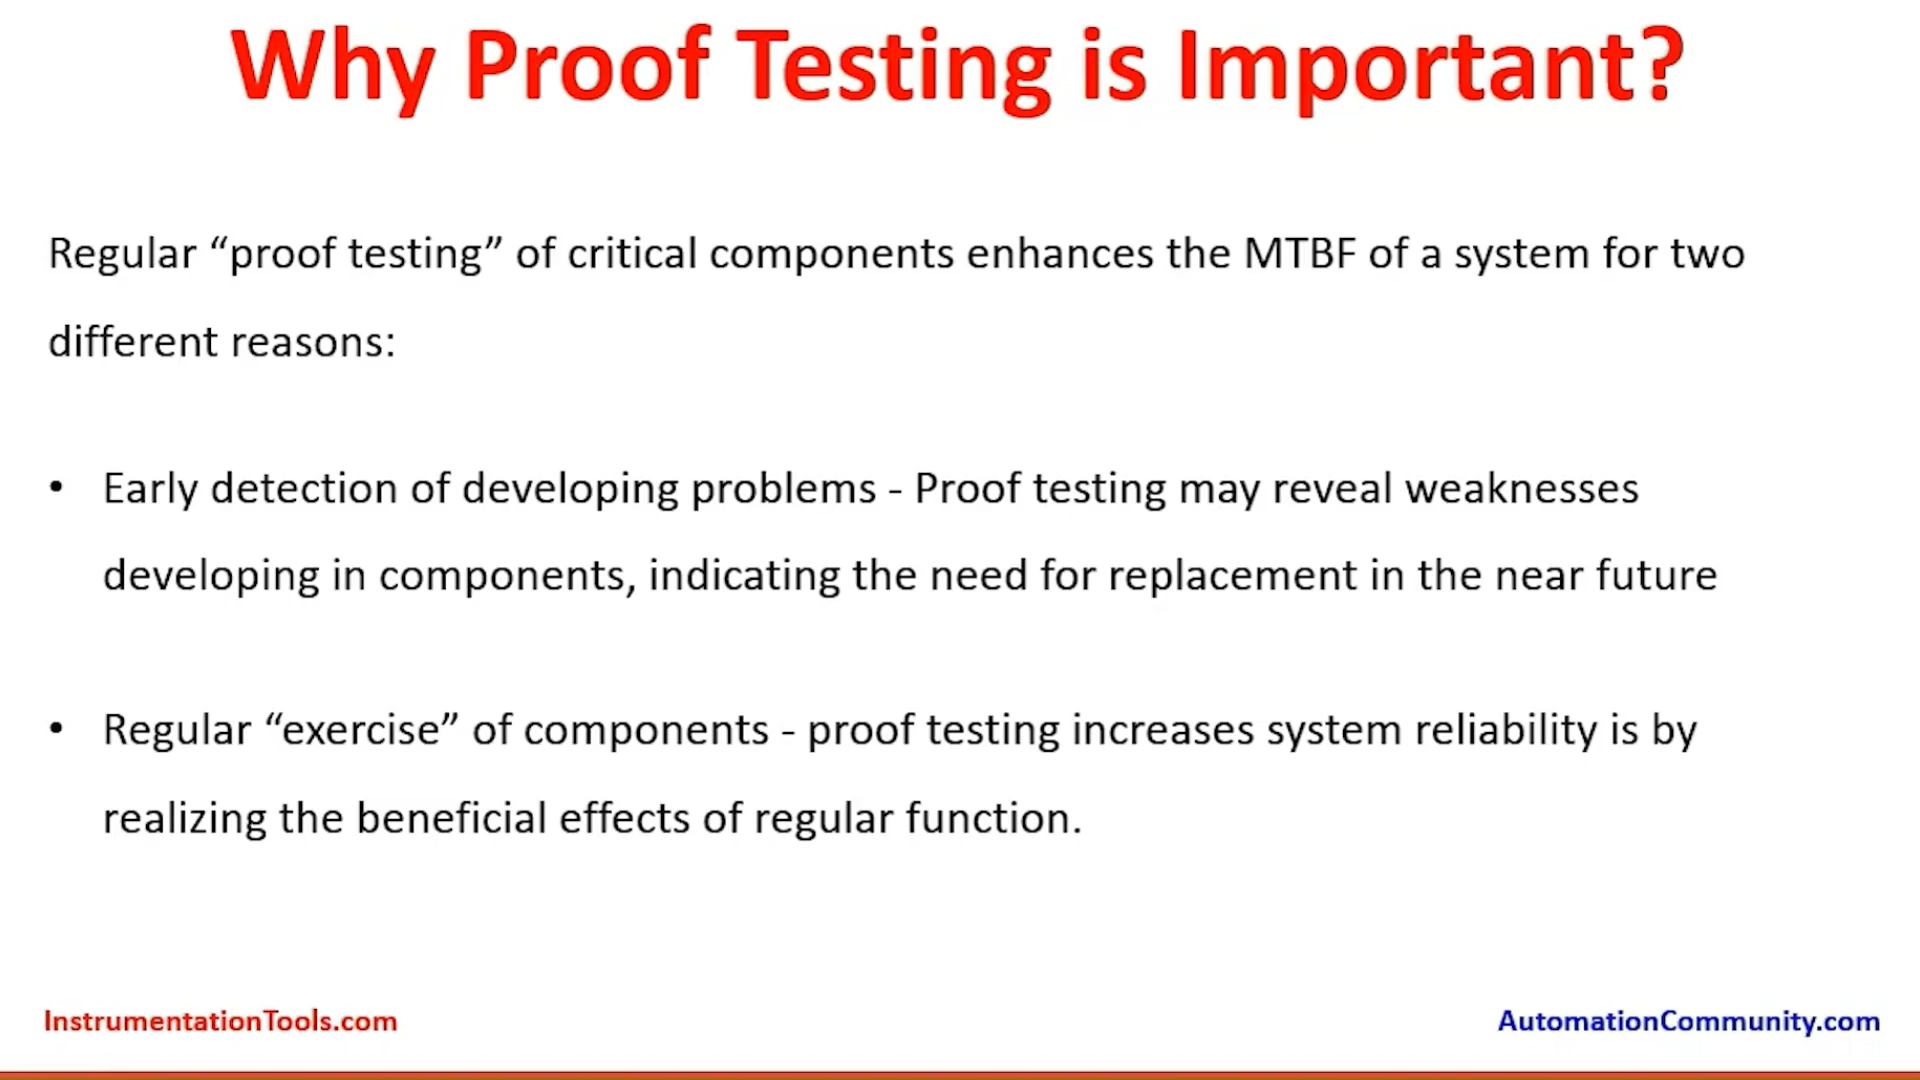 Why Proof Testing is Important?
Regular “proof testing” of critical components enhances the MTBF of a system for two
different reasons:
• Early detection of developing problems - Proof testing may reveal weaknesses
developing in components, indicating the need for replacement in the near future
• Regular “exercise” of components - proof testing increases system reliability is by
realizing the beneficial effects of regular function.
InstrumentationTools.com
AutomationCommunity.com